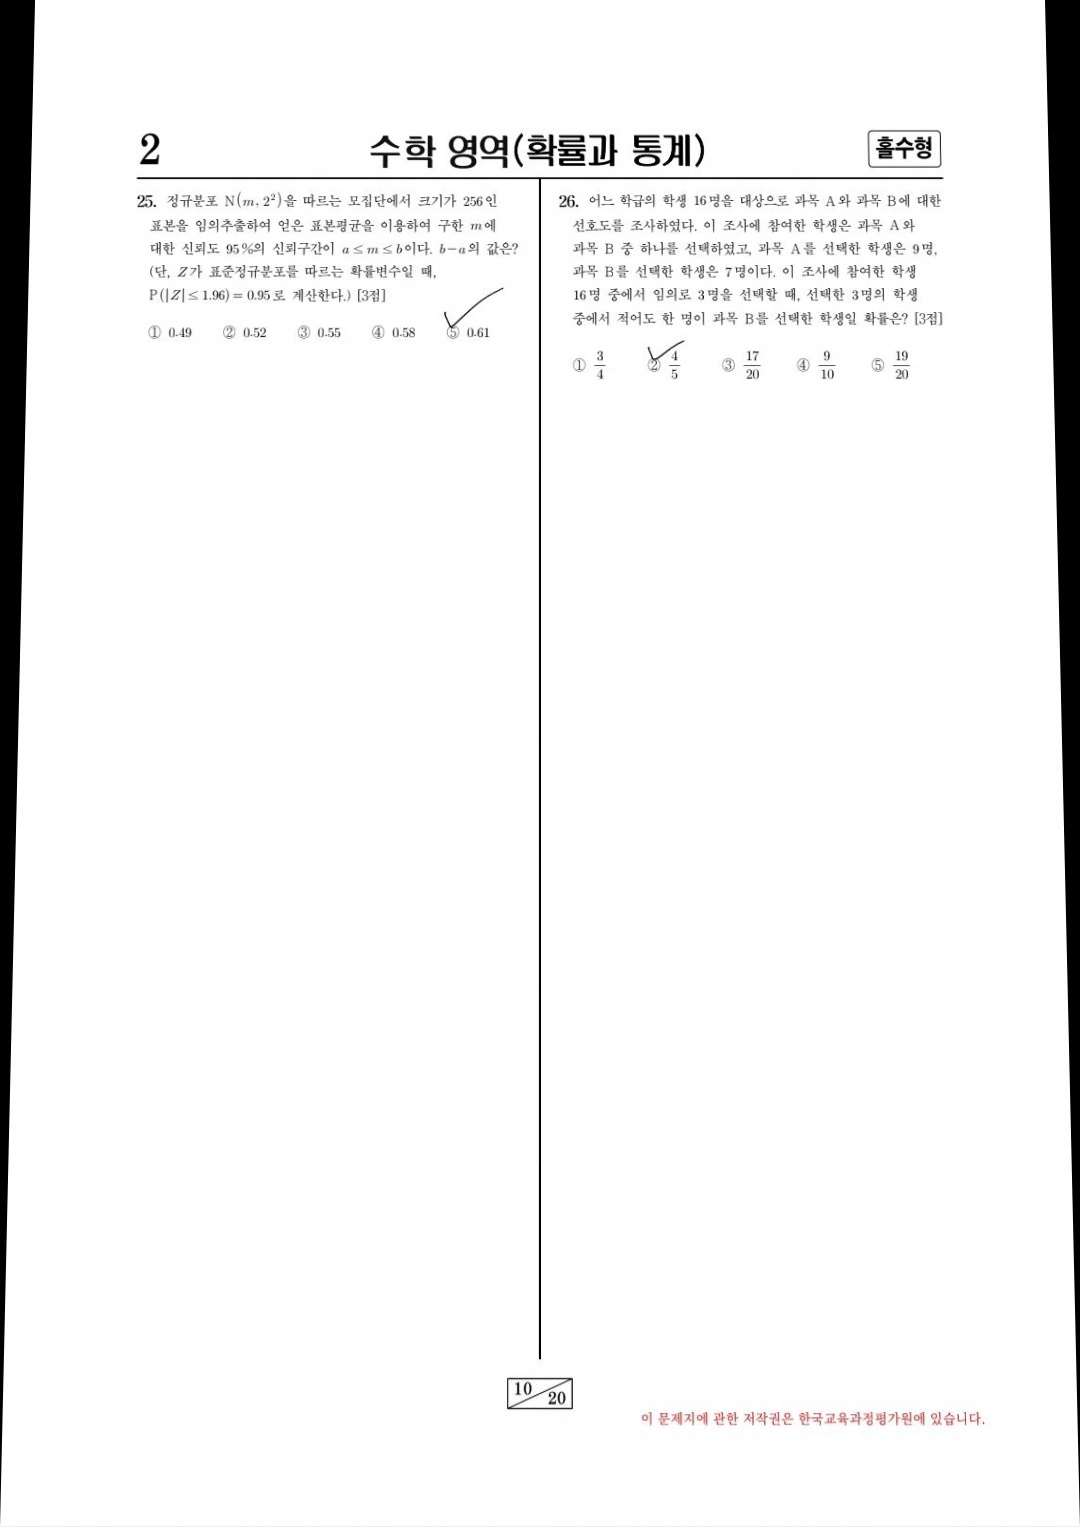 2
수학 영역(확률과 통계)
홀수형
25. 정규분포 N(m, 2²)을 따르는 모집단에서 크기가 256인
표본을 임의추출하여 얻은 표본평균을 이용하여 구한 m에
대한 신뢰도 95%의 신뢰구간이 a≤m≤b이다. b-a의 값은?
(단, Z가 표준정규분포를 따르는 확률변수일 때,
P(|Z|≤1.96)=0.95로 계산한다.) [3점]
① 0.49 ② 0.52 ③ 0.55 ④ 0.58 ⑤ 0.61
26. 어느 학급의 학생 16명을 대상으로 과목 A와 과목 B에 대한
선호도를 조사하였다. 이 조사에 참여한 학생은 과목 A와
과목 B 중 하나를 선택하였고, 과목 A를 선택한 학생은 9명,
과목 B를 선택한 학생은 7명이다. 이 조사에 참여한 학생
16명 중에서 임의로 3명을 선택할 때, 선택한 3명의 학생
중에서 적어도 한 명이 과목 B를 선택한 학생일 확률은? [3점]
① 3/4 ② 4/5 ③ 17/20 ④ 9/10 ⑤ 19/20
10
20
이 문제지에 관한 저작권은 한국교육과정평가원에 있습니다.